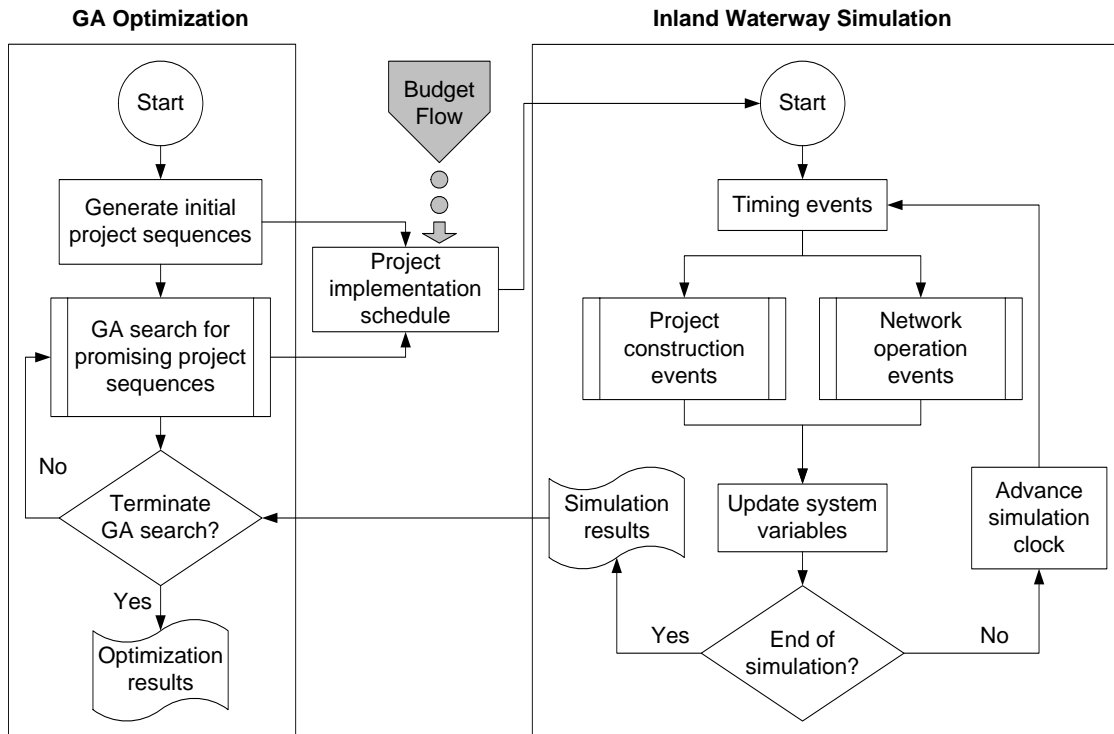 GA Optimization
Inland Waterway Simulation
Start
Budget
Flow
Start
Generate initial
project sequences
Timing events
Project
implementation
schedule
GA search for
promising project
sequences
Project
construction
events
Network
operation
events
No
Terminate
GA search?
Simulation
results
Update system
variables
Advance
simulation
clock
Yes
Optimization
results
Yes
End of
simulation?
No